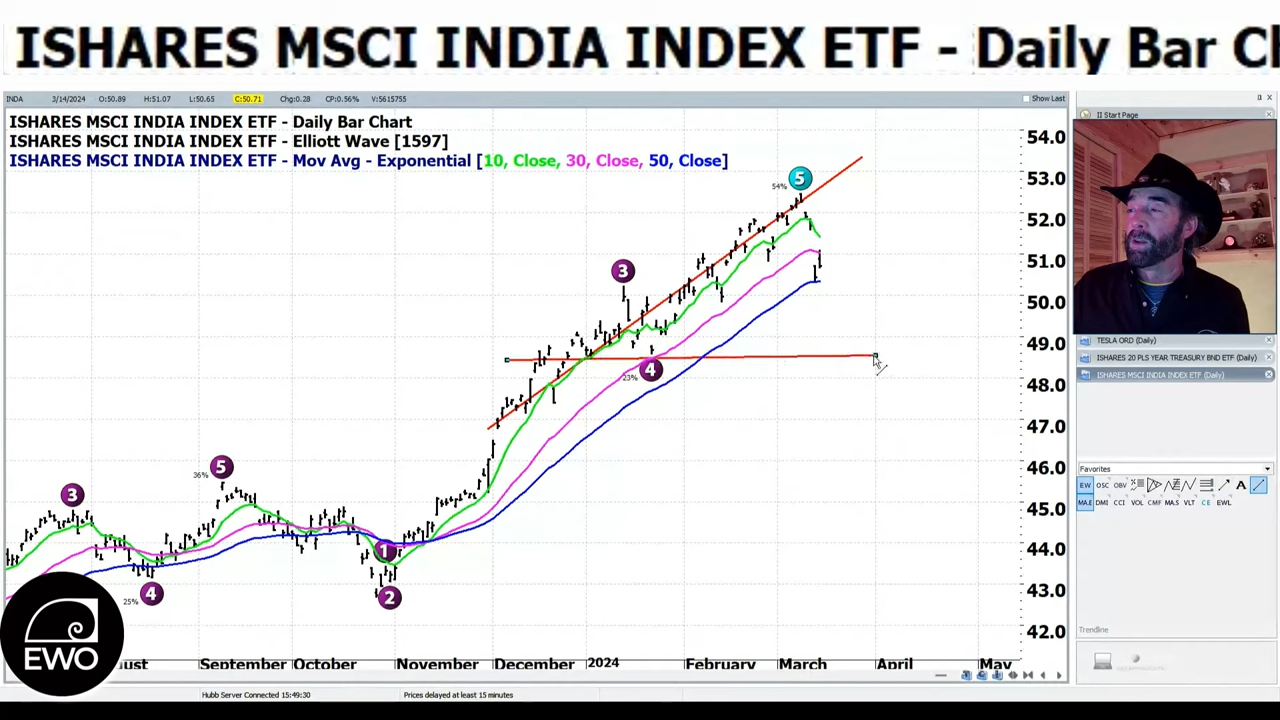 ISHARES MSCI INDIA INDEX ETF - Daily Bar Cl
INDA 3/14/2024 O:50.89 H:51.07 L:50.65 C:50.71 Chg:0.28 CP:0.56% V:5615755
Show Last
II Start Page
ISHARES MSCI INDIA INDEX ETF - Daily Bar Chart
ISHARES MSCI INDIA INDEX ETF - Elliott Wave [1597]
ISHARES MSCI INDIA INDEX ETF - Mov Avg - Exponential [10, Close, 30, Close, 50, Close]
54.0
53.0
52.0
51.0
50.0
49.0
48.0
47.0
46.0
45.0
44.0
43.0
42.0
54% 5
3
23% 4
36% 5
3
1
25% 4
2
TESLA ORD (Daily)
ISHARES 20 PLS YEAR TREASURY BND ETF (Daily)
ISHARES MSCI INDIA INDEX ETF (Daily)
Favorites
EW OSC OBV A
MA.E DMI CCI VOL CMF MA.S VLT CE EWL
Trendline
EWO
ust September October November December 2024 February March April May
Hubb Server Connected 15:49:30 Prices delayed at least 15 minutes